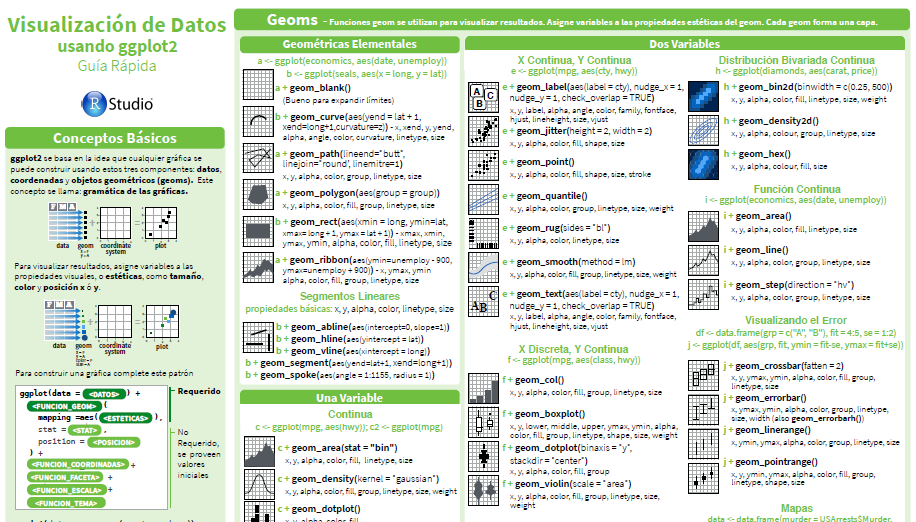 Visualización de Datos
usando ggplot2
Guía Rápida
R Studio
Conceptos Básicos
ggplot2 se basa en la idea que cualquier gráfica se
puede construir usando estos tres componentes: datos,
coordenadas y objetos geométricos (geoms). Este
concepto se llama: gramática de las gráficas.
F M A
data geom coordinate system plot
Para visualizar resultados, asigne variables a las
propiedades visuales, o estéticas, como tamaño,
color y posición x ó y.
F M A
data geom coordinate system plot
Para construir una gráfica complete este patrón
ggplot(data = <DATOS>) +
<FUNCION_GEOM>(
mapping =aes(<ESTETICAS>),
stat = <STAT>,
position = <POSICION>
) +
<FUNCION_COORDINADAS> +
<FUNCION_FACETA> +
<FUNCION_ESCALA> +
<FUNCION_TEMA>
Requerido
No
Requerido,
se proveen
valores
iniciales
Geoms - Funciones geom se utilizan para visualizar resultados. Asigne variables a las propiedades estéticas del geom. Cada geom forma una capa.
Geométricas Elementales
a <- ggplot(economics, aes(date, unemploy))
b <- ggplot(seals, aes(x = long, y = lat))
a + geom_blank()
(Bueno para expandir límites)
b + geom_curve(aes(yend = lat + 1,
xend=long+1,curvature=z)) - x, xend, y, yend,
alpha, angle, color, curvature, linetype, size
a + geom_path(lineend="butt",
linejoin="round', linemitre=1)
x, y, alpha, color, group, linetype, size
a + geom_polygon(aes(group = group))
x, y, alpha, color, fill, group, linetype, size
b + geom_rect(aes(xmin = long, ymin=lat,
xmax= long + 1, ymax = lat + 1)) - xmax, xmin,
ymax, ymin, alpha, color, fill, linetype, size
a + geom_ribbon(aes(ymin=unemploy - 900,
ymax=unemploy + 900)) - x, ymax, ymin
alpha, color, fill, group, linetype, size
Segmentos Lineares
propiedades básicas: x, y, alpha, color, linetype, size
b + geom_abline(aes(intercept=0, slope=1))
b + geom_hline(aes(yintercept = lat))
b + geom_vline(aes(xintercept = long))
b + geom_segment(aes(yend=lat+1, xend=long+1))
b + geom_spoke(aes(angle = 1:1155, radius = 1))
Una Variable
Continua
c <- ggplot(mpg, aes(hwy)); c2 <- ggplot(mpg)
c + geom_area(stat = "bin")
x, y, alpha, color, fill, linetype, size
c + geom_density(kernel = "gaussian")
x, y, alpha, color, fill, group, linetype, size, weight
c + geom_dotplot()
x, y, alpha, color, fill
Dos Variables
X Continua, Y Continua
e <- ggplot(mpg, aes(cty, hwy))
e + geom_label(aes(label = cty), nudge_x = 1,
nudge_y = 1, check_overlap = TRUE)
x, y, label, alpha, angle, color, family, fontface,
hjust, lineheight, size, vjust
e + geom_jitter(height = 2, width = 2)
x, y, alpha, color, fill, shape, size
e + geom_point()
x, y, alpha, color, fill, shape, size, stroke
e + geom_quantile()
x, y, alpha, color, group, linetype, size, weight
e + geom_rug(sides = "bl")
x, y, alpha, color, linetype, size
e + geom_smooth(method = lm)
x, y, alpha, color, fill, group, linetype, size, weight
e + geom_text(aes(label = cty), nudge_x = 1,
nudge_y = 1, check_overlap = TRUE)
x, y, label, alpha, angle, color, family, fontface,
hjust, lineheight, size, vjust
X Discreta, Y Continua
f <- ggplot(mpg, aes(class, hwy))
f + geom_col()
x, y, alpha, color, fill, group, linetype, size
f + geom_boxplot()
x, y, lower, middle, upper, ymax, ymin, alpha,
color, fill, group, linetype, shape, size, weight
f + geom_dotplot(binaxis = "y",
stackdir = "center")
x, y, alpha, color, fill, group
f + geom_violin(scale = "area")
x, y, alpha, color, fill, group, linetype, size,
weight
Distribución Bivariada Continua
h <- ggplot(diamonds, aes(carat, price))
h + geom_bin2d(binwidth = c(0.25, 500))
x, y, alpha, color, fill, linetype, size, weight
h + geom_density2d()
x, y, alpha, colour, group, linetype, size
h + geom_hex()
x, y, alpha, colour, fill, size
Función Continua
i <- ggplot(economics, aes(date, unemploy))
i + geom_area()
x, y, alpha, color, fill, linetype, size
i + geom_line()
x, y, alpha, color, group, linetype, size
i + geom_step(direction = "hv")
x, y, alpha, color, group, linetype, size
Visualizando el Error
df <- data.frame(grp = c("A", "B"), fit = 4:5, se = 1:2)
j <- ggplot(df, aes(grp, fit, ymin = fit-se, ymax = fit+se))
j + geom_crossbar(fatten = 2)
x, y, ymax, ymin, alpha, color, fill, group,
linetype, size
j + geom_errorbar()
x, ymax, ymin, alpha, color, group, linetype,
size, width (also geom_errorbarh())
j + geom_linerange()
x, ymin, ymax, alpha, color, group, linetype, size
j + geom_pointrange()
x, y, ymin, ymax, alpha, color, fill, group,
linetype, shape, size
Mapas
data <- data.frame(murder = USArrests$Murder,